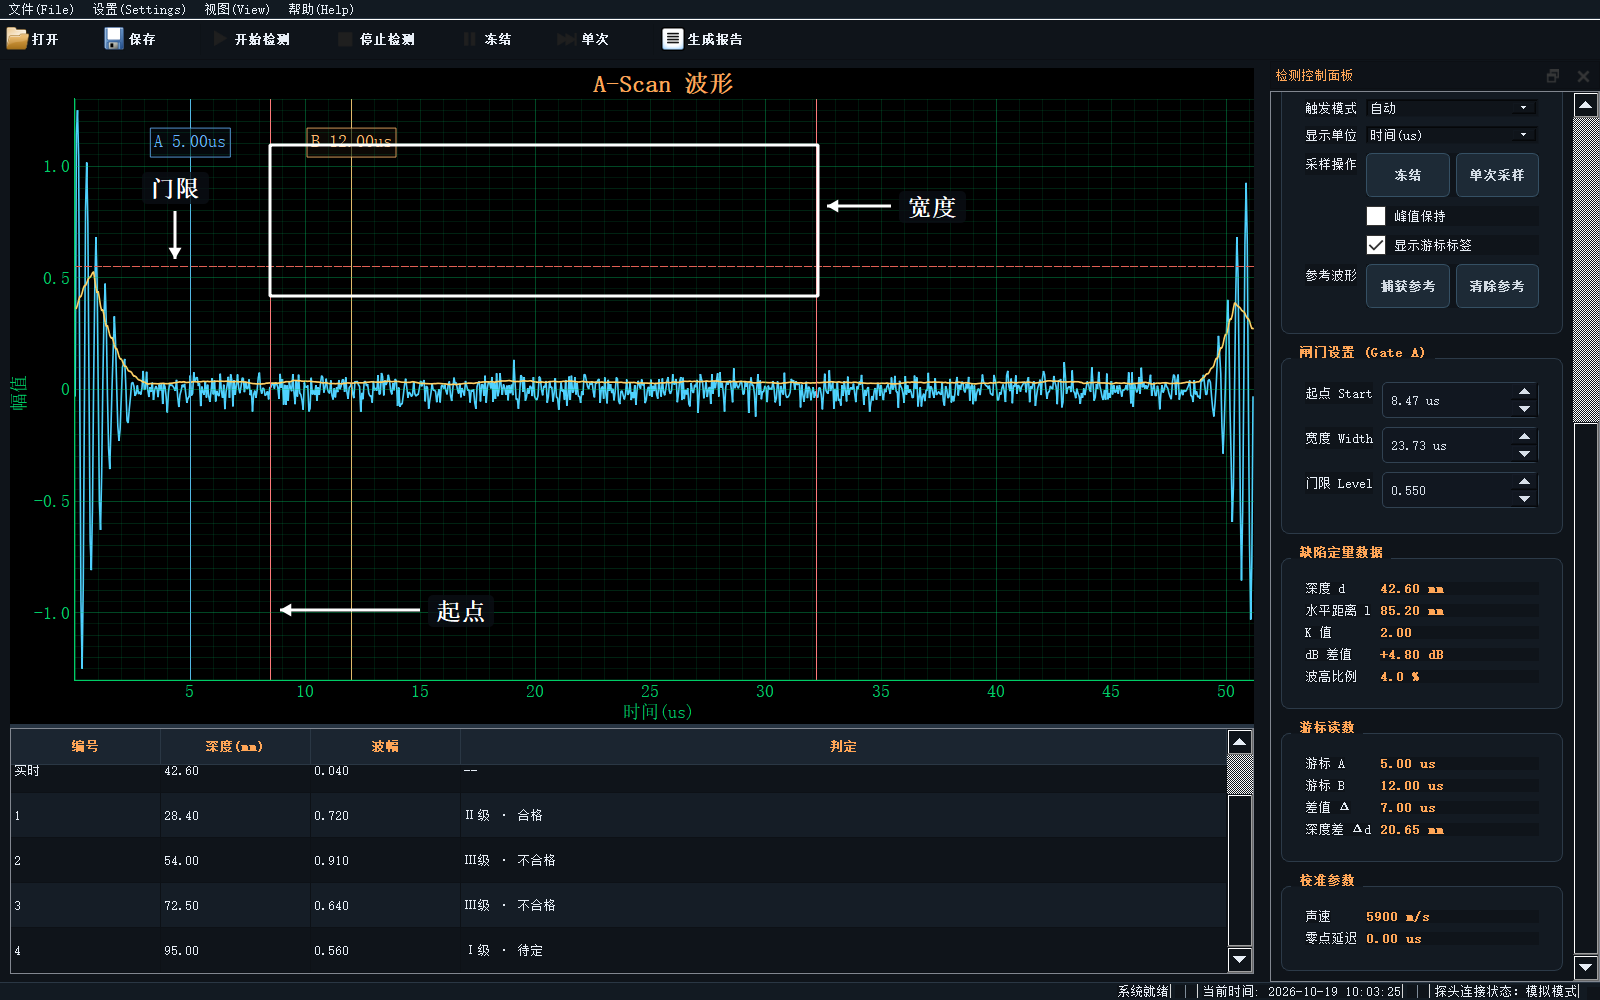 文件(File) 设置(Settings) 视图(View) 帮助(Help)
打开 保存 开始检测 停止检测 冻结 单次 生成报告
A-Scan 波形
A 5.00us
B 12.00us
门限
宽度
起点
幅值
1.0
0.5
0
-0.5
-1.0
5 10 15 20 25 30 35 40 45 50
时间(us)
编号 深度(mm) 波幅 判定
实时 42.60 0.040 --
1 28.40 0.720 II级 · 合格
2 54.00 0.910 III级 · 不合格
3 72.50 0.640 III级 · 不合格
4 95.00 0.560 I级 · 待定
检测控制面板
触发模式 自动
显示单位 时间(us)
采样操作 冻结 单次采样
峰值保持
显示游标标签
参考波形 捕获参考 清除参考
闸门设置 (Gate A)
起点 Start 8.47 us
宽度 Width 23.73 us
门限 Level 0.550
缺陷定量数据
深度 d 42.60 mm
水平距离 l 85.20 mm
K 值 2.00
dB 差值 +4.80 dB
波高比例 4.0 %
游标读数
游标 A 5.00 us
游标 B 12.00 us
差值 Δ 7.00 us
深度差 Δd 20.65 mm
校准参数
声速 5900 m/s
零点延迟 0.00 us
系统就绪| | |当前时间: 2026-10-19 10:03:25| | |探头连接状态: 模拟模式|